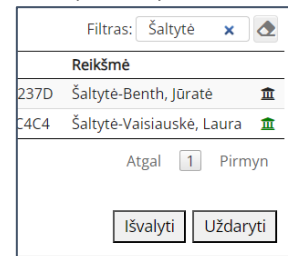 Filtras: Šaltytė
Reikšmė
237D Šaltytė-Benth, Jūratė
C4C4 Šaltytė-Vaisiauskė, Laura
Atgal 1 Pirmyn
Išvalyti Uždaryti